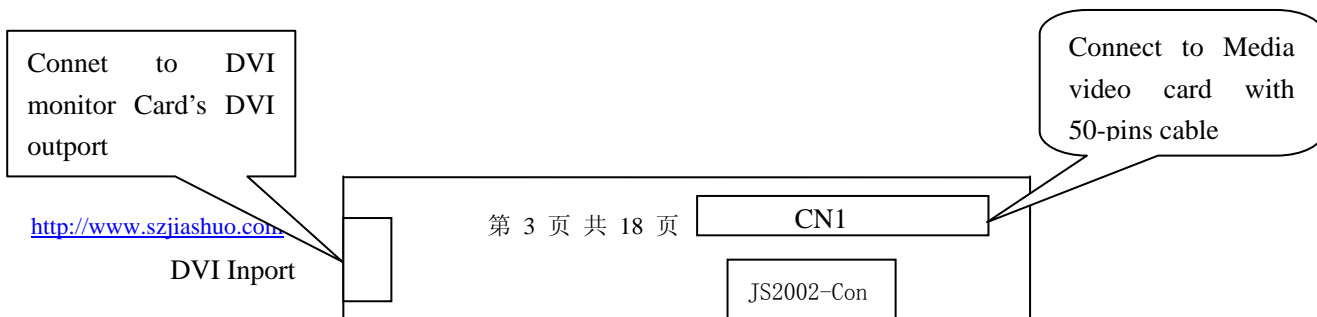 Connet to DVI
monitor Card's DVI
outport
Connect to Media
video card with
50-pins cable
http://www.szjiashuo.com
第 3 页 共 18 页
CN1
DVI Inport
JS2002-Con